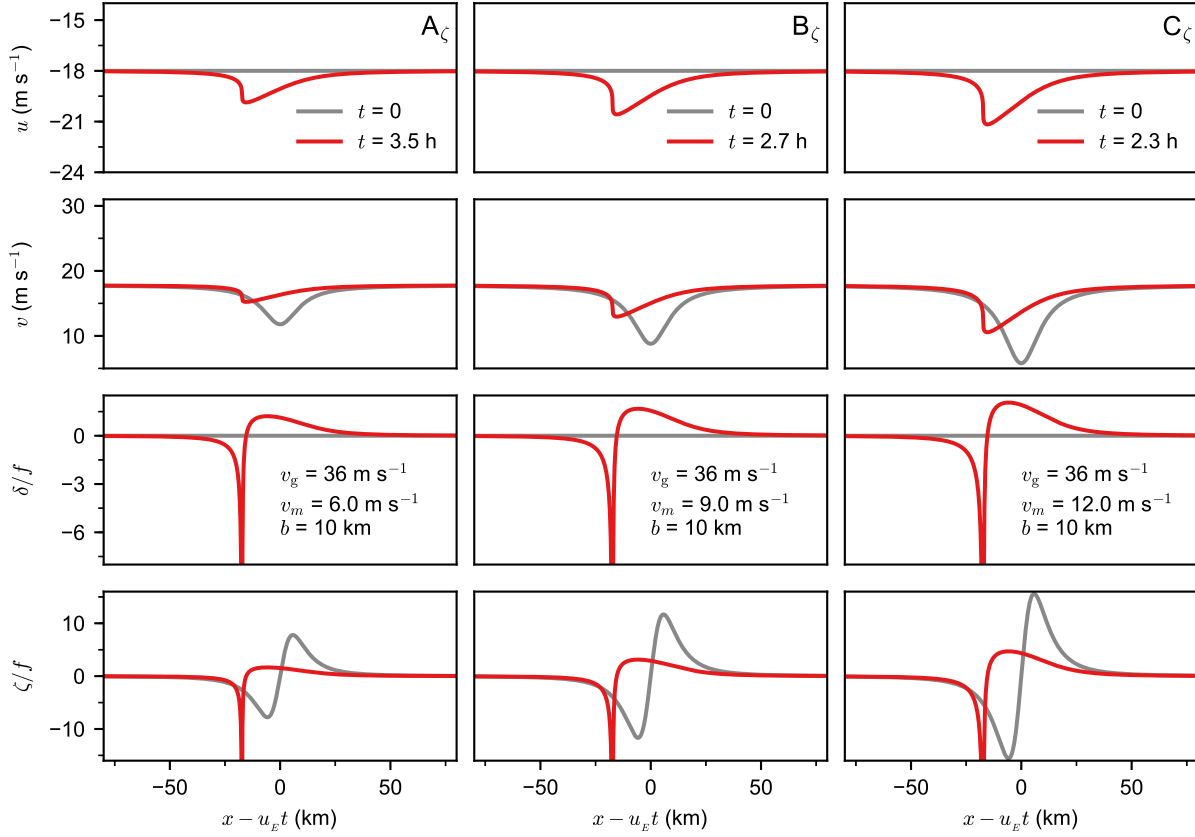 A_ζ
B_ζ
C_ζ
u (m s⁻¹)
−15
−18
−21
−24
t = 0
t = 3.5 h
t = 0
t = 2.7 h
t = 0
t = 2.3 h
v (m s⁻¹)
30
20
10
δ/f
0
−3
−6
v_g = 36 m s⁻¹
v_m = 6.0 m s⁻¹
b = 10 km
v_g = 36 m s⁻¹
v_m = 9.0 m s⁻¹
b = 10 km
v_g = 36 m s⁻¹
v_m = 12.0 m s⁻¹
b = 10 km
ζ/f
10
0
−10
−50 0 50
−50 0 50
−50 0 50
x − u_E t (km)
x − u_E t (km)
x − u_E t (km)